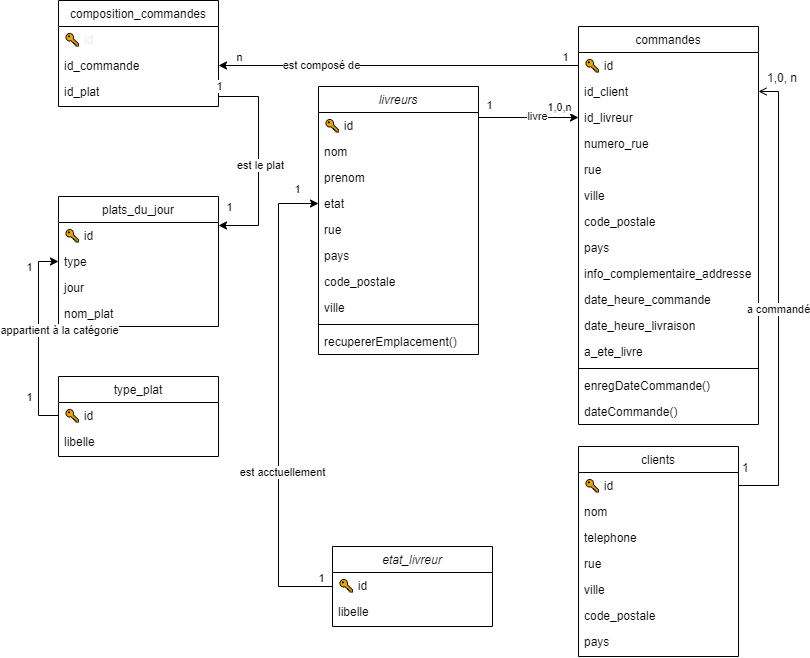 composition_commandes
id
id_commande
id_plat
n
est composé de
1
commandes
id
id_client
id_livreur
numero_rue
rue
ville
code_postale
pays
info_complementaire_addresse
date_heure_commande
date_heure_livraison
a_ete_livre
enregDateCommande()
dateCommande()
1,0, n
a commandé
1
livreurs
id
nom
prenom
etat
rue
pays
code_postale
ville
recupererEmplacement()
1
livre
1,0,n
1
est le plat
1
plats_du_jour
id
type
jour
nom_plat
1
appartient à la catégorie
1
type_plat
id
libelle
1
est acctuellement
1
etat_livreur
id
libelle
clients
id
nom
telephone
rue
ville
code_postale
pays
1